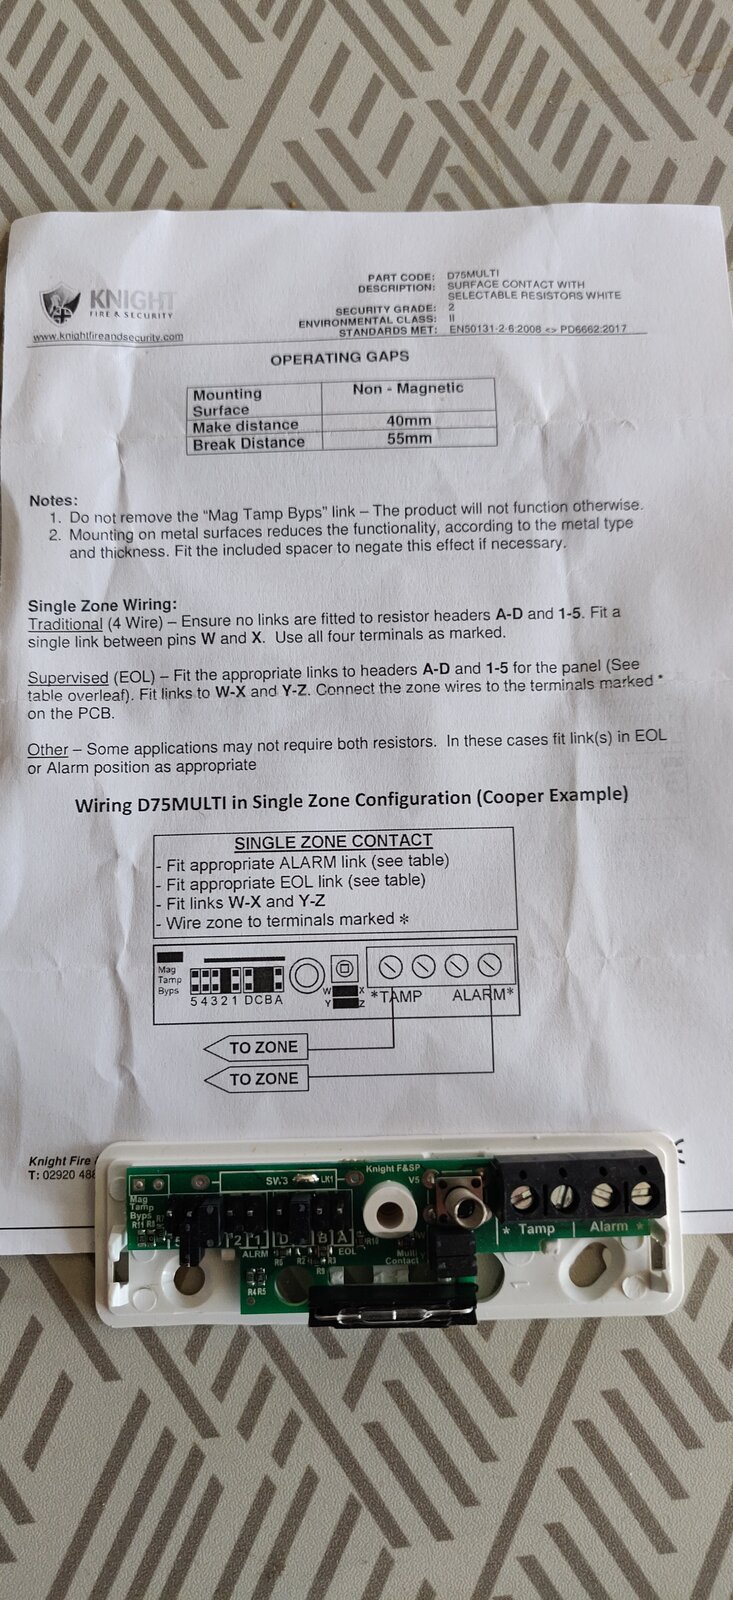 KNIGHT
FIRE & SECURITY
www.knightfireandsecurity.com
PART CODE: D75MULTI
DESCRIPTION: SURFACE CONTACT WITH
SELECTABLE RESISTORS WHITE
SECURITY GRADE: 2
ENVIRONMENTAL CLASS: II
STANDARDS MET: EN50131-2-6:2008 <=> PD6662:2017
OPERATING GAPS
Mounting Surface Non - Magnetic
Make distance 40mm
Break Distance 55mm
Notes:
1. Do not remove the "Mag Tamp Byps" link – The product will not function otherwise.
2. Mounting on metal surfaces reduces the functionality, according to the metal type
and thickness. Fit the included spacer to negate this effect if necessary.
Single Zone Wiring:
Traditional (4 Wire) – Ensure no links are fitted to resistor headers A-D and 1-5. Fit a
single link between pins W and X. Use all four terminals as marked.
Supervised (EOL) – Fit the appropriate links to headers A-D and 1-5 for the panel (See
table overleaf). Fit links to W-X and Y-Z. Connect the zone wires to the terminals marked *
on the PCB.
Other – Some applications may not require both resistors. In these cases fit link(s) in EOL
or Alarm position as appropriate
Wiring D75MULTI in Single Zone Configuration (Cooper Example)
SINGLE ZONE CONTACT
- Fit appropriate ALARM link (see table)
- Fit appropriate EOL link (see table)
- Fit links W-X and Y-Z
- Wire zone to terminals marked *
Mag
Tamp
Byps
5 4 3 2 1 D C B A
W X
Y Z
*TAMP ALARM*
TO ZONE
TO ZONE
Knight Fire
T: 02920 48
Knight F&SP
V5
SW3
LK1
Mag
Tamp
Byps
R11 R8
2 1 D B A
ALRM
EOL
R10
R6 R2 R3
R9
R4 R5
Multi
Contact
* Tamp | Alarm *